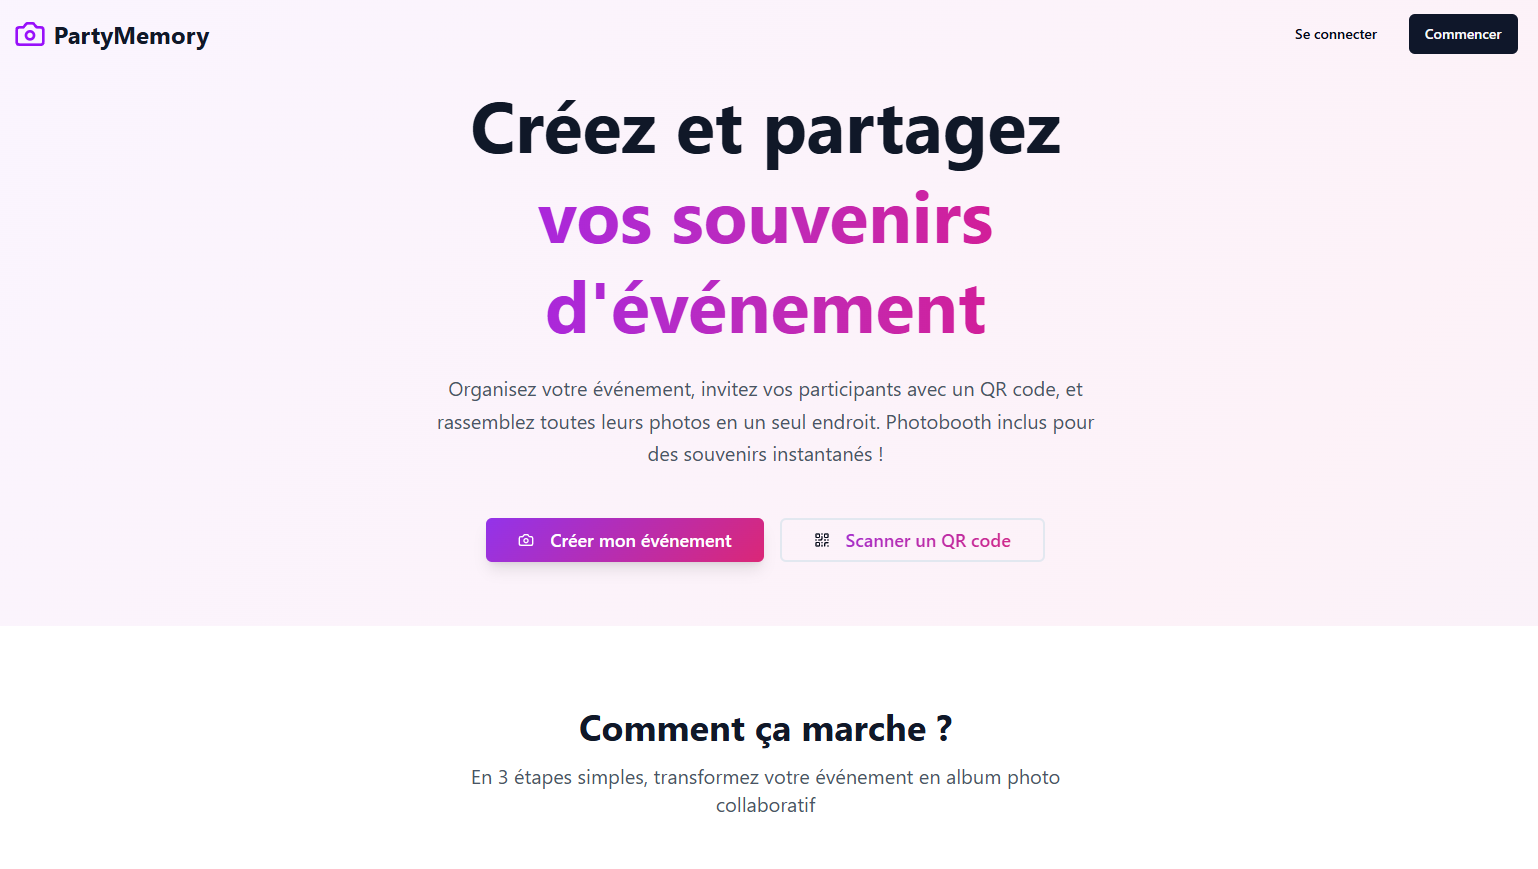 PartyMemory
Se connecter
Commencer
Créez et partagez
vos souvenirs
d'événement
Organisez votre événement, invitez vos participants avec un QR code, et
rassemblez toutes leurs photos en un seul endroit. Photobooth inclus pour
des souvenirs instantanés !
Créer mon événement
Scanner un QR code
Comment ça marche ?
En 3 étapes simples, transformez votre événement en album photo
collaboratif